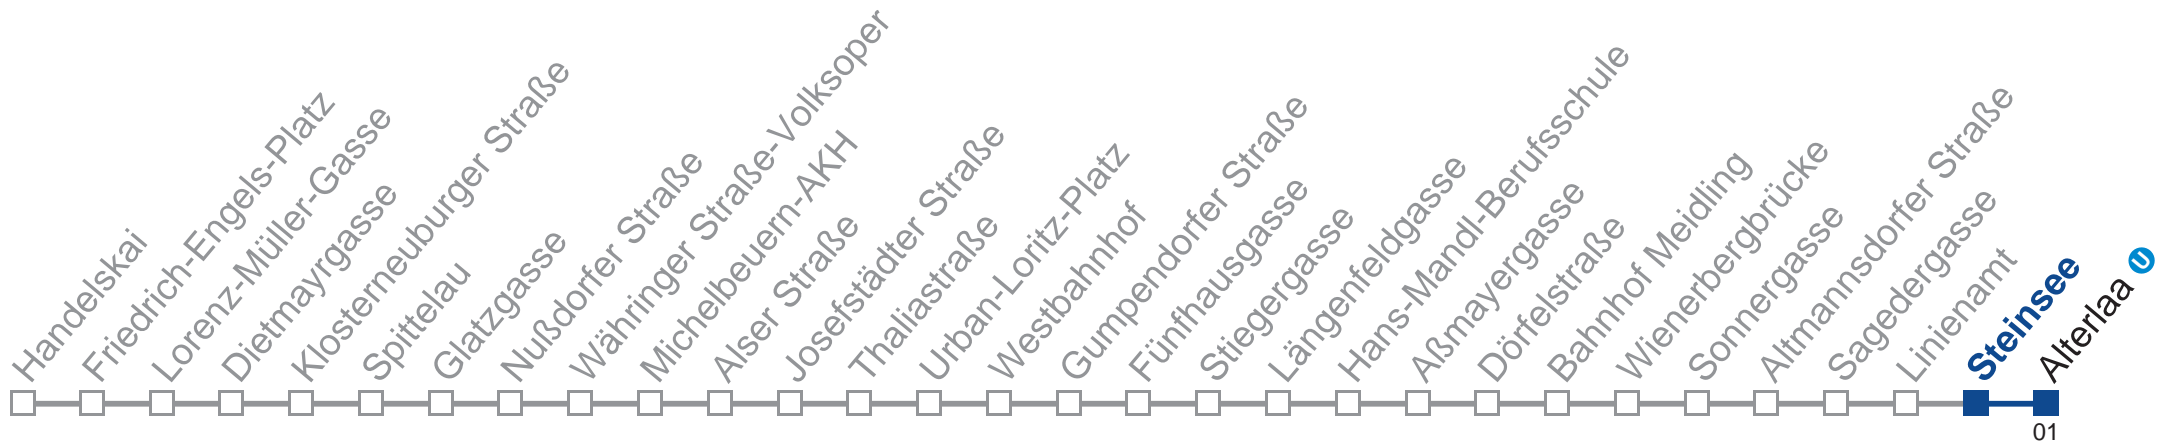 Handelskai
Friedrich-Engels-Platz
Lorenz-Müller-Gasse
Dietmayrgasse
Klosterneuburger Straße
Spittelau
Glatzgasse
Nußdorfer Straße
Währinger Straße-Volksoper
Michelbeuern-AKH
Alser Straße
Josefstädter Straße
Thaliastraße
Urban-Loritz-Platz
Westbahnhof
Gumpendorfer Straße
Fünfhausgasse
Stiegergasse
Längenfeldgasse
Hans-Mandl-Berufsschule
Aßmayergasse
Dörfelstraße
Bahnhof Meidling
Wienerbergbrücke
Sonnergasse
Altmannsdorfer Straße
Sagedergasse
Linienamt
Steinsee
Alterlaa U
01